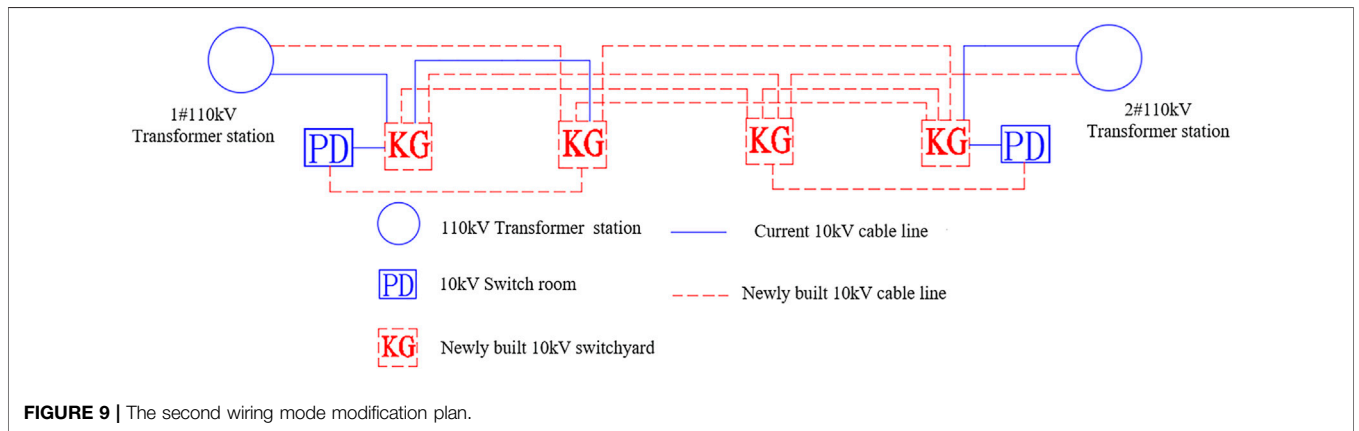 1#110kV
Transformer station
2#110kV
Transformer station
PD
KG
KG
KG
KG
PD
110kV Transformer station
Current 10kV cable line
PD
10kV Switch room
Newly built 10kV cable line
KG
Newly built 10kV switchyard
FIGURE 9 | The second wiring mode modification plan.